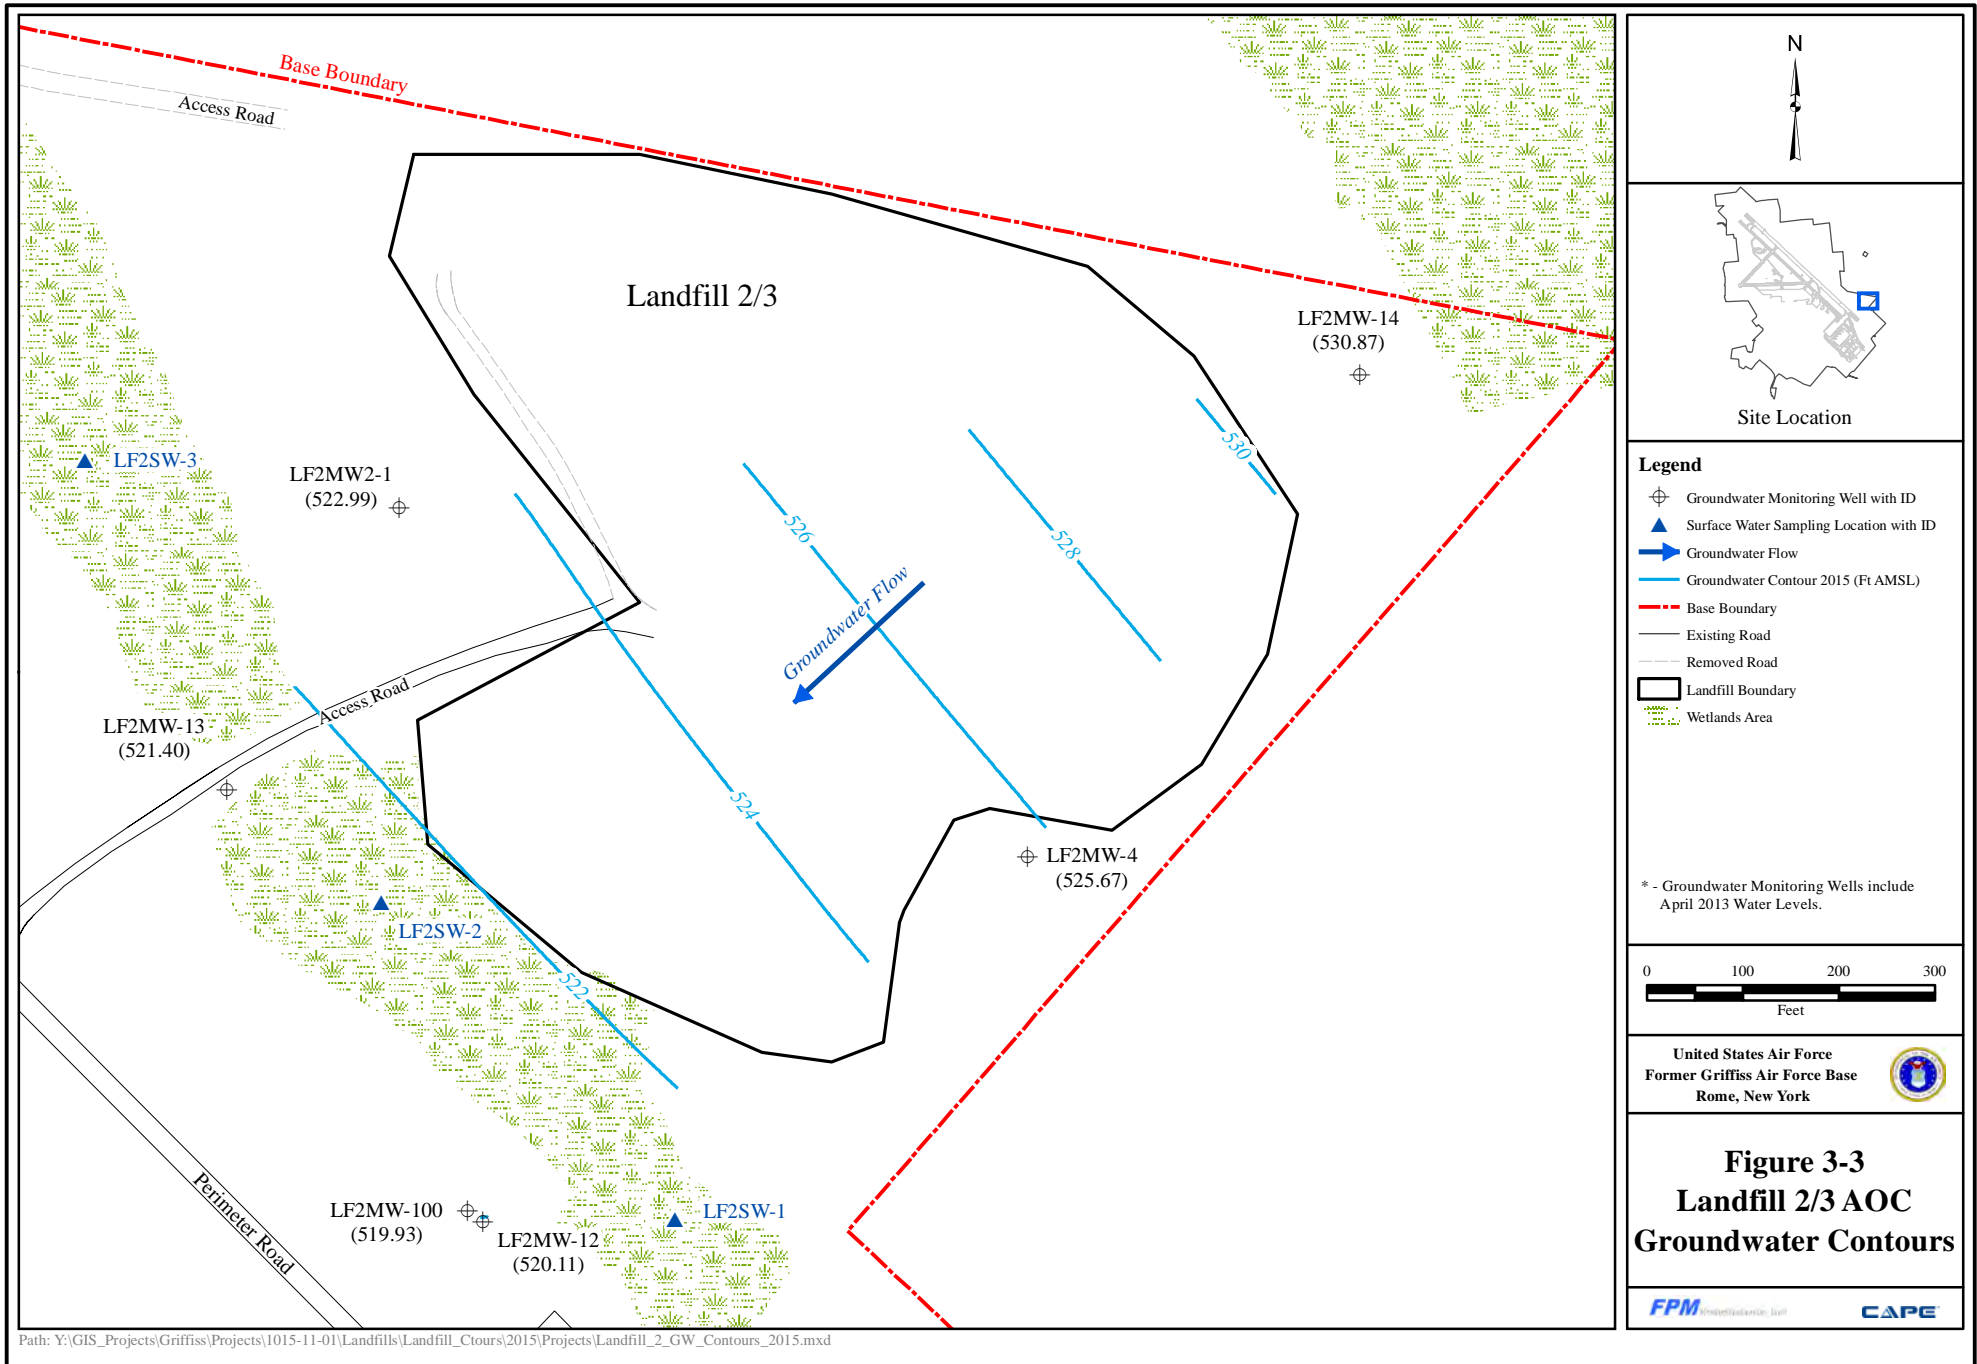 Base Boundary
Access Road
Landfill 2/3
LF2MW-14
(530.87)
530
LF2SW-3
LF2MW2-1
(522.99)
526
528
Groundwater Flow
Access Road
LF2MW-13
(521.40)
524
LF2MW-4
(525.67)
LF2SW-2
522
Perimeter Road
LF2MW-100
(519.93)
LF2MW-12
(520.11)
LF2SW-1
N
Site Location
Legend
Groundwater Monitoring Well with ID
Surface Water Sampling Location with ID
Groundwater Flow
Groundwater Contour 2015 (Ft AMSL)
Base Boundary
Existing Road
Removed Road
Landfill Boundary
Wetlands Area
* - Groundwater Monitoring Wells include
April 2013 Water Levels.
0 100 200 300
Feet
United States Air Force
Former Griffiss Air Force Base
Rome, New York
Figure 3-3
Landfill 2/3 AOC
Groundwater Contours
FPM
CAPE
Path: Y:\GIS_Projects\Griffiss\Projects\1015-11-01\Landfills\Landfill_Ctours\2015\Projects\Landfill_2_GW_Contours_2015.mxd